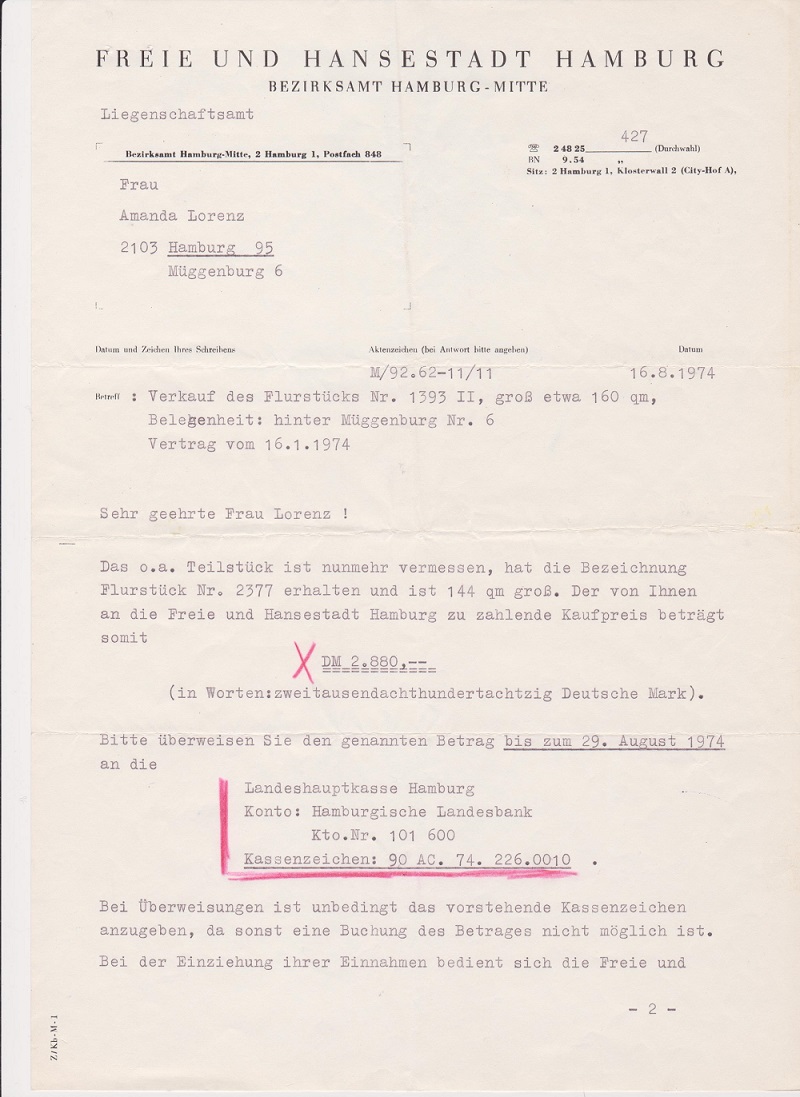 FREIE UND HANSESTADT HAMBURG
BEZIRKSAMT HAMBURG-MITTE
Liegenschaftsamt
Bezirksamt Hamburg-Mitte, 2 Hamburg 1, Postfach 848
427
2 48 25 (Durchwahl)
BN 9.54 „
Sitz: 2 Hamburg 1, Klosterwall 2 (City-Hof A),
Frau
Amanda Lorenz
2103 Hamburg 95
Müggenburg 6
Datum und Zeichen Ihres Schreibens Aktenzeichen (bei Antwort bitte angeben) Datum
M/92.62-11/11 16.8.1974
Betreff : Verkauf des Flurstücks Nr. 1393 II, groß etwa 160 qm,
Belegenheit: hinter Müggenburg Nr. 6
Vertrag vom 16.1.1974
Sehr geehrte Frau Lorenz !
Das o.a. Teilstück ist nunmehr vermessen, hat die Bezeichnung
Flurstück Nr. 2377 erhalten und ist 144 qm groß. Der von Ihnen
an die Freie und Hansestadt Hamburg zu zahlende Kaufpreis beträgt
somit
X DM 2.880,--
(in Worten:zweitausendachthundertachtzig Deutsche Mark).
Bitte überweisen Sie den genannten Betrag bis zum 29. August 1974
an die
Landeshauptkasse Hamburg
Konto: Hamburgische Landesbank
Kto.Nr. 101 600
Kassenzeichen: 90 AC. 74. 226.0010 .
Bei Überweisungen ist unbedingt das vorstehende Kassenzeichen
anzugeben, da sonst eine Buchung des Betrages nicht möglich ist.
Bei der Einziehung ihrer Einnahmen bedient sich die Freie und
- 2 -
Z/Kb-M-1